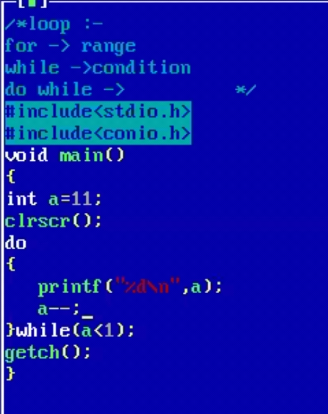 /*loop :-
for -> range
while ->condition
do while -> */
#include<stdio.h>
#include<conio.h>
void main()
{
int a=11;
clrscr();
do
{
printf("%d\n",a);
a--;_
}while(a<1);
getch();
}